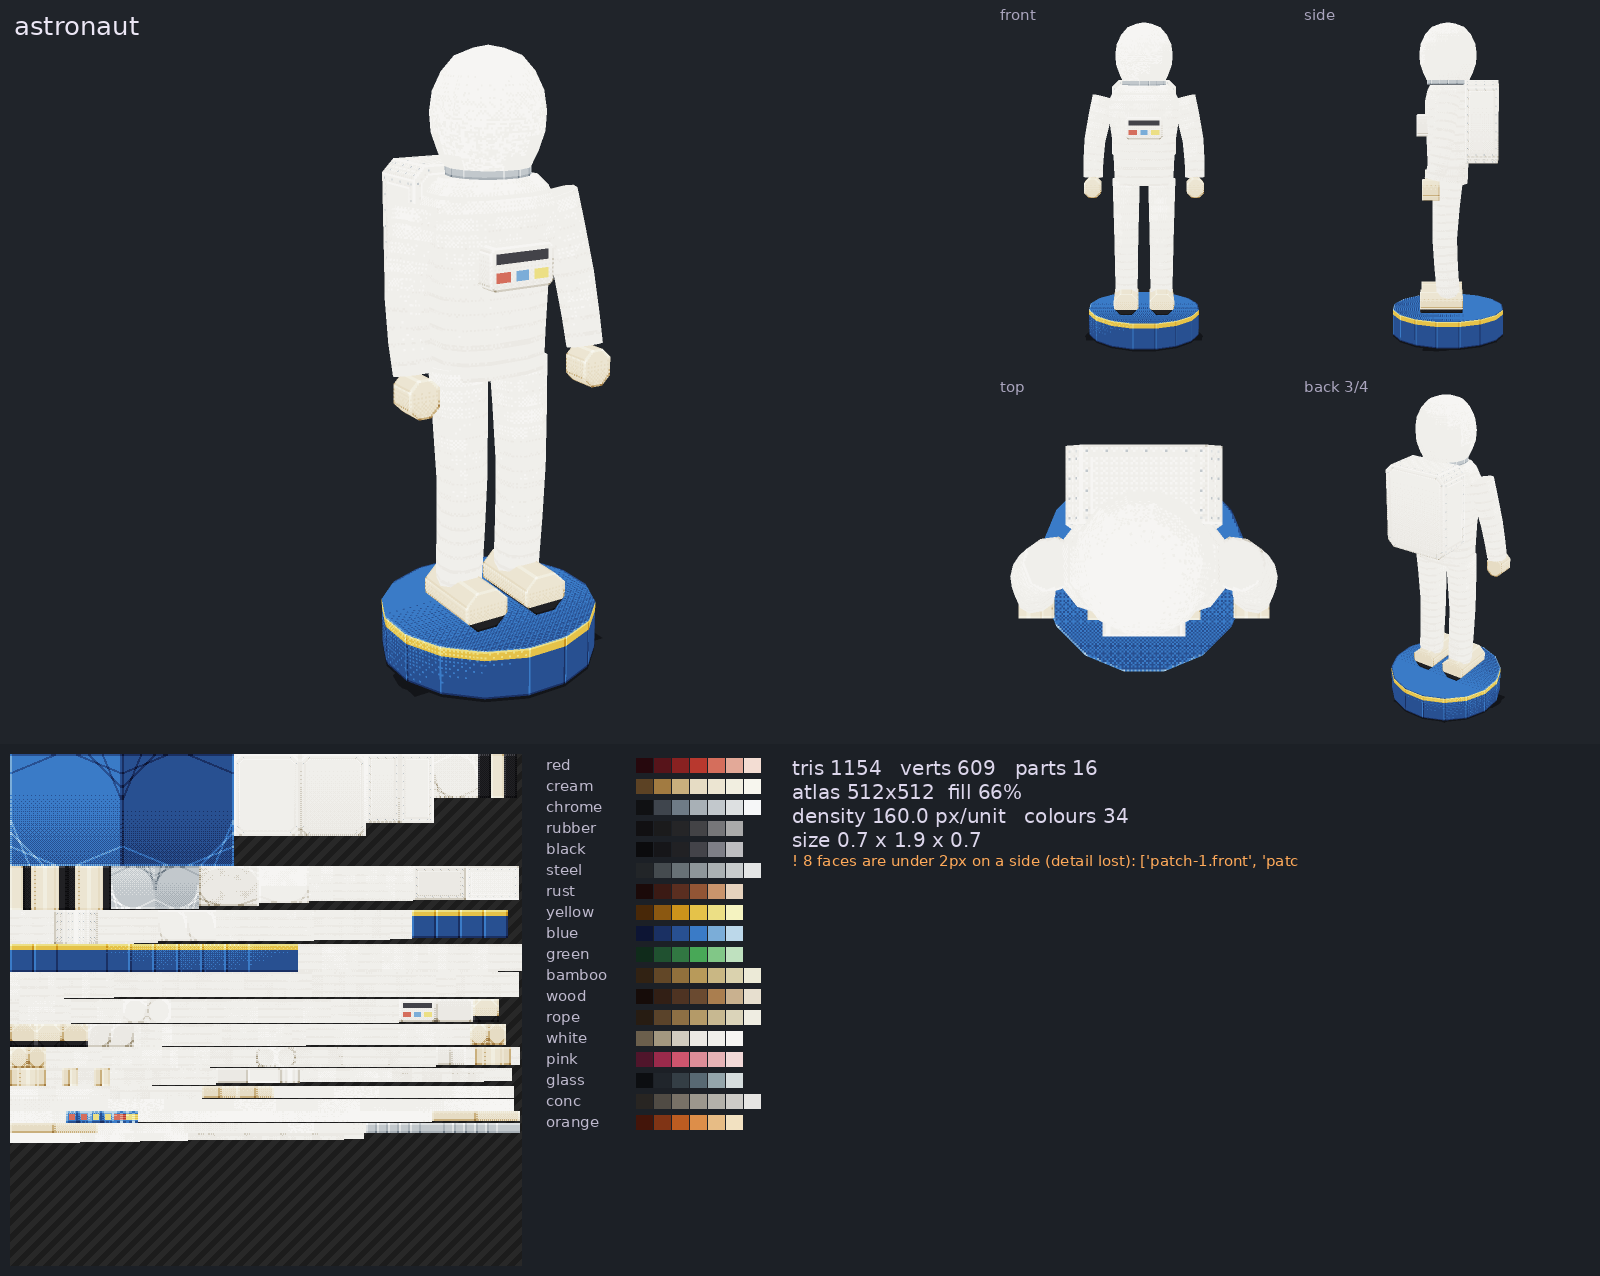 astronaut
front
side
top
back 3/4
red
cream
chrome
rubber
black
steel
rust
yellow
blue
green
bamboo
wood
rope
white
pink
glass
conc
orange
tris 1154 verts 609 parts 16
atlas 512x512 fill 66%
density 160.0 px/unit colours 34
size 0.7 x 1.9 x 0.7
! 8 faces are under 2px on a side (detail lost): ['patch-1.front', 'patc